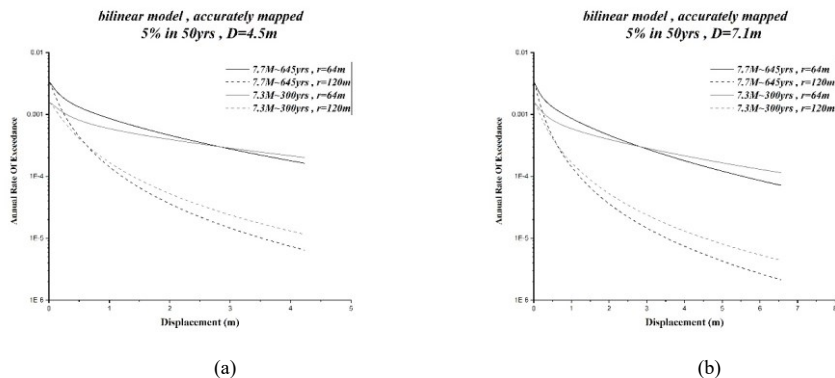 bilinear model , accurately mapped
5% in 50yrs , D=4.5m
7.7M~645yrs , r=64m
7.7M~645yrs , r=120m
7.3M~300yrs , r=64m
7.3M~300yrs , r=120m
Annual Rate Of Exceedance
0.01
0.001
1E-4
1E-5
1E-6
0 1 2 3 4 5
Displacement (m)
(a)
bilinear model , accurately mapped
5% in 50yrs , D=7.1m
7.7M~645yrs , r=64m
7.7M~645yrs , r=120m
7.3M~300yrs , r=64m
7.3M~300yrs , r=120m
Annual Rate Of Exceedance
0.01
0.001
1E-4
1E-5
1E-6
0 1 2 3 4 5 6 7 8
Displacement (m)
(b)